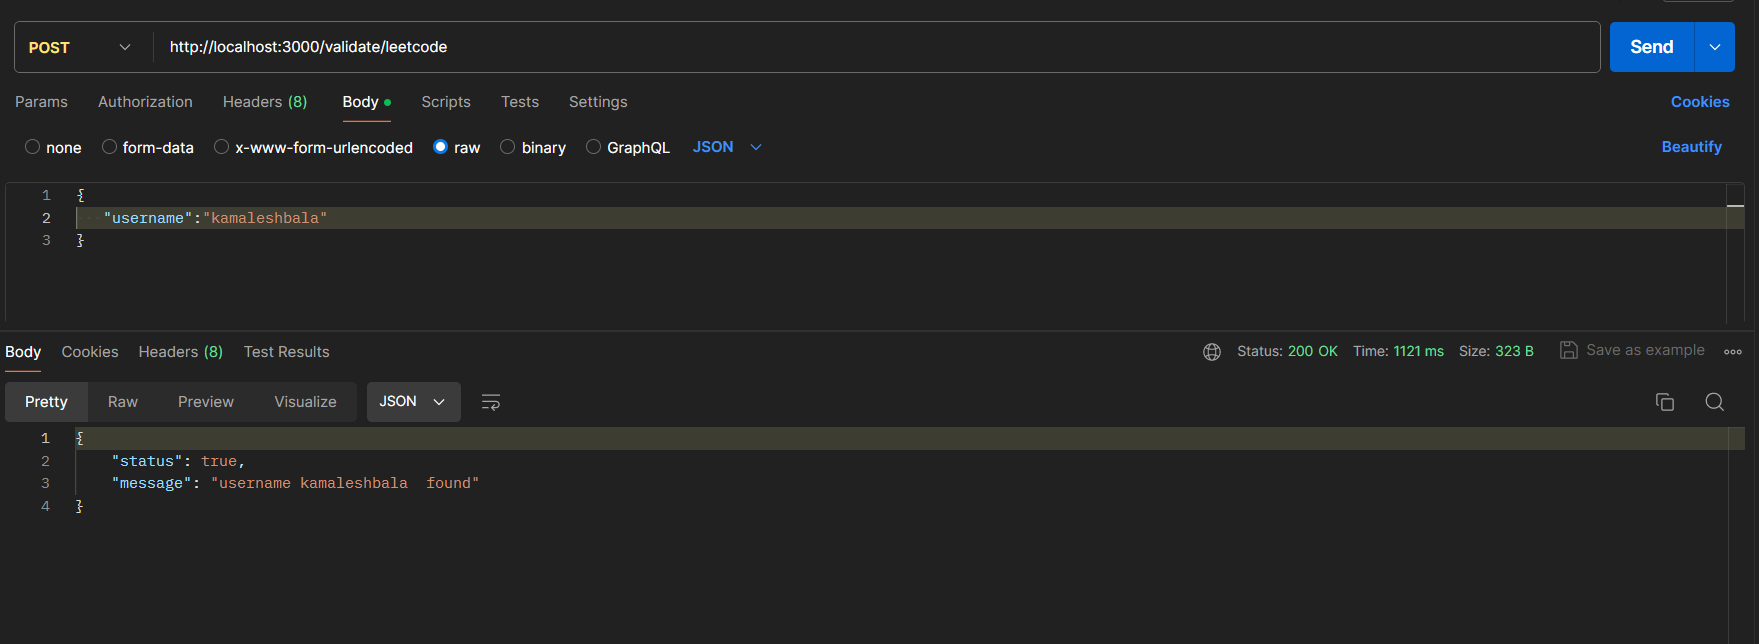 POST http://localhost:3000/validate/leetcode Send
Params Authorization Headers (8) Body Scripts Tests Settings Cookies
none form-data x-www-form-urlencoded raw binary GraphQL JSON Beautify
1 {
2 "username":"kamaleshbala"
3 }
Body Cookies Headers (8) Test Results Status: 200 OK Time: 1121 ms Size: 323 B Save as example
Pretty Raw Preview Visualize JSON
1 {
2 "status": true,
3 "message": "username kamaleshbala  found"
4 }